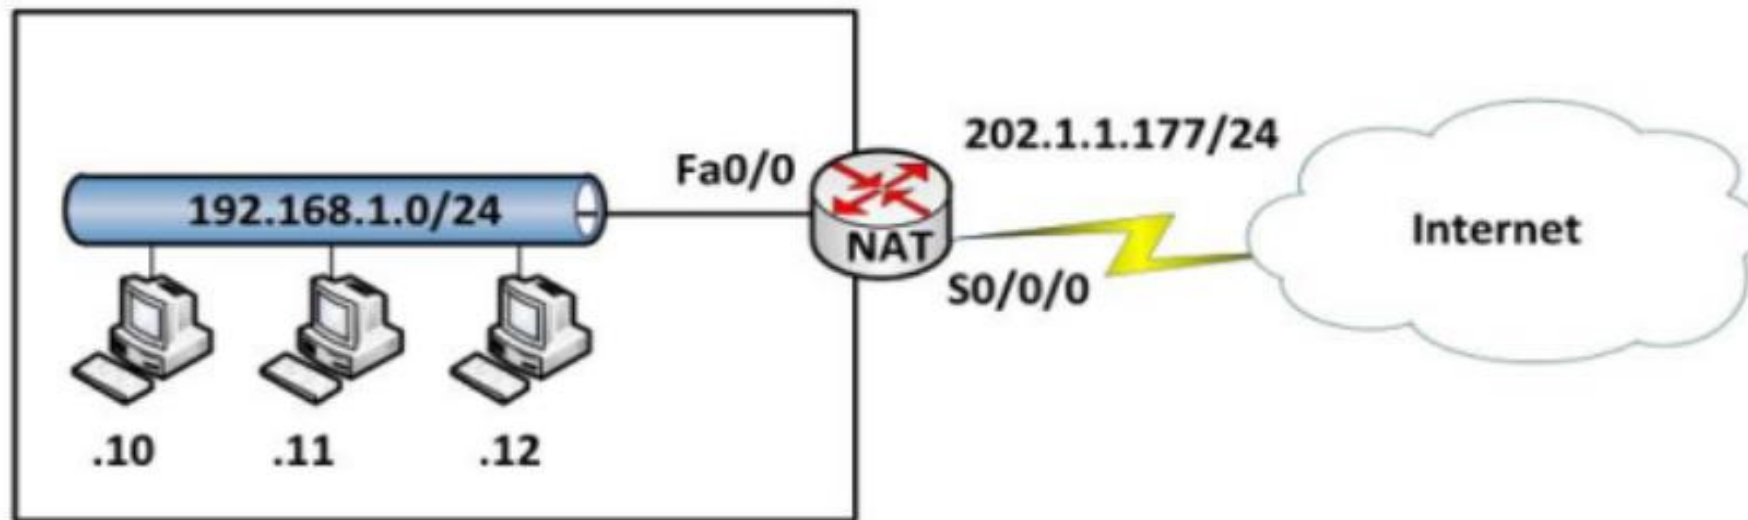 202.1.1.177/24
Fa0/0
192.168.1.0/24
NAT
Internet
S0/0/0
.10
.11
.12